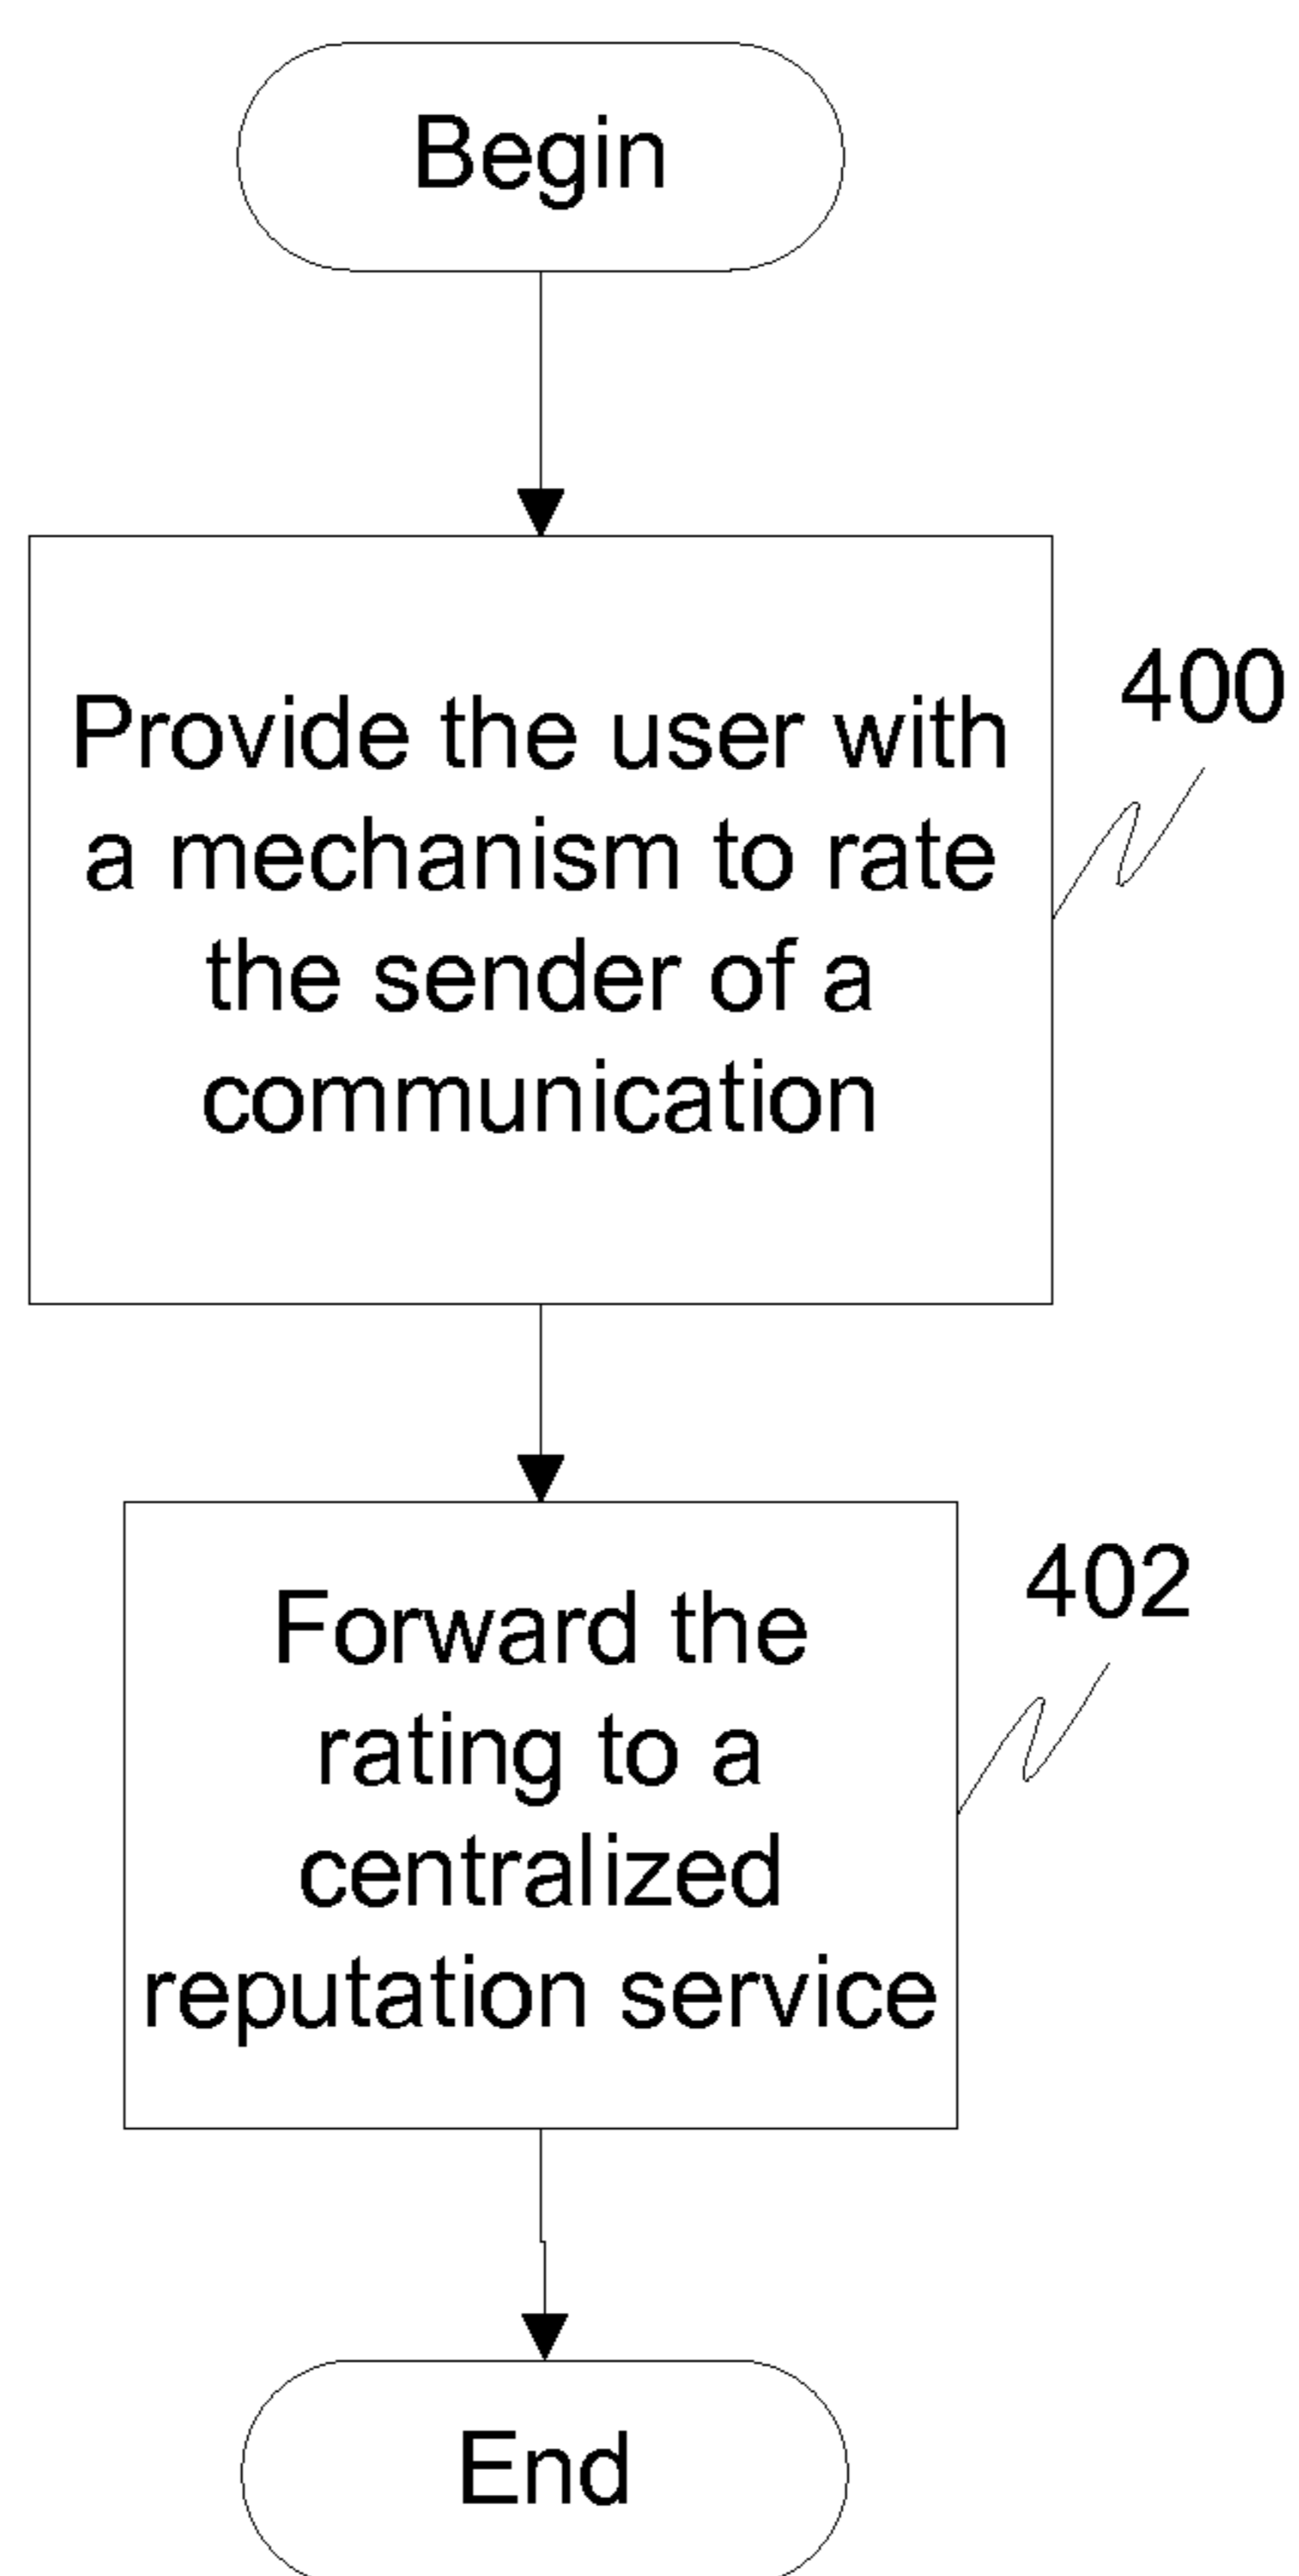 Begin
Provide the user with
a mechanism to rate
the sender of a
communication
400
Forward the
rating to a
centralized
reputation service
402
End